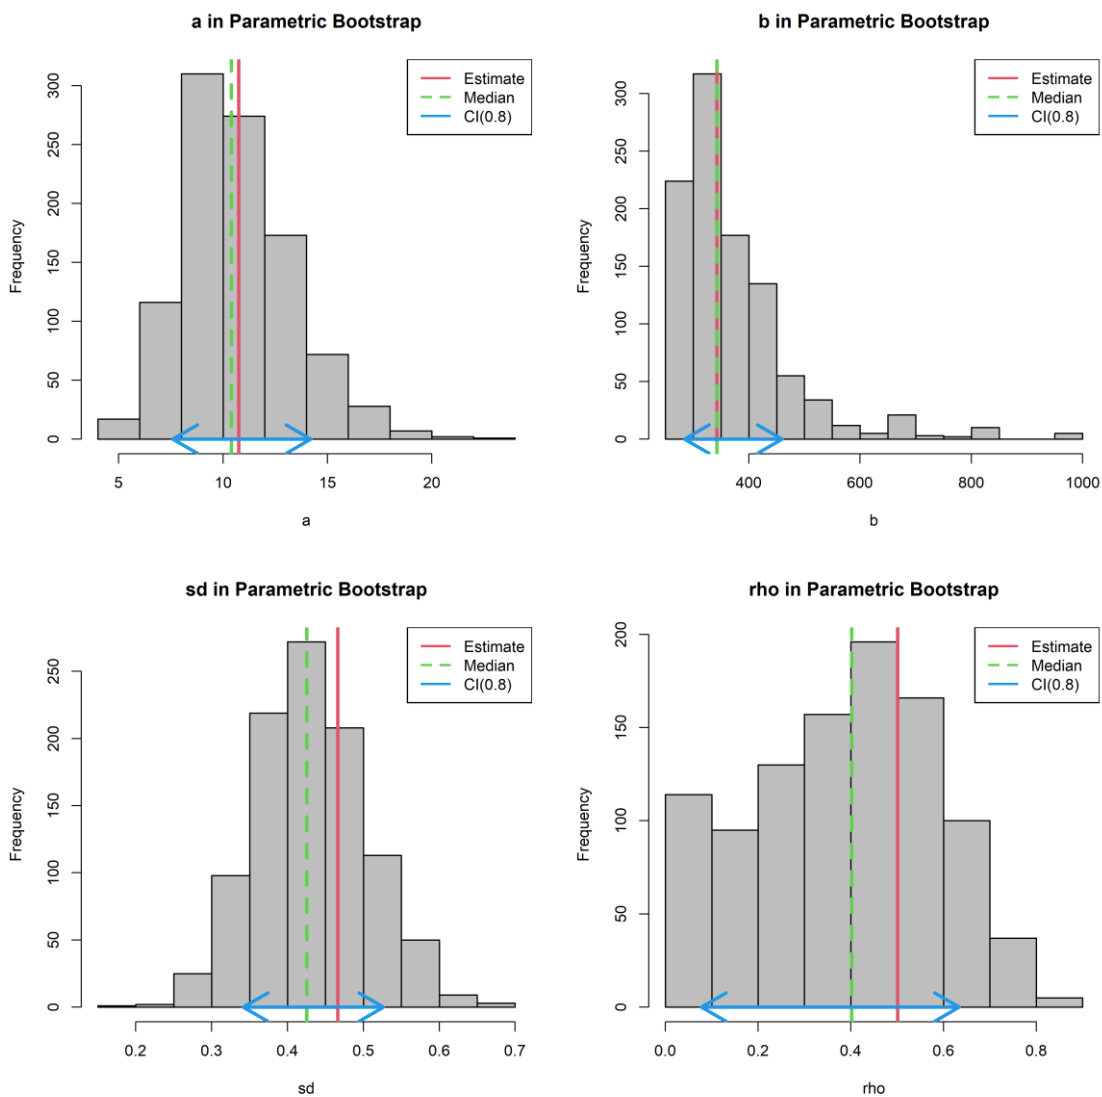 a in Parametric Bootstrap
Estimate
Median
CI(0.8)
Frequency
0 50 100 150 200 250 300
5 10 15 20
a
b in Parametric Bootstrap
Estimate
Median
CI(0.8)
Frequency
0 50 100 150 200 250 300
400 600 800 1000
b
sd in Parametric Bootstrap
Estimate
Median
CI(0.8)
Frequency
0 50 100 150 200 250
0.2 0.3 0.4 0.5 0.6 0.7
sd
rho in Parametric Bootstrap
Estimate
Median
CI(0.8)
Frequency
0 50 100 150 200
0.0 0.2 0.4 0.6 0.8
rho